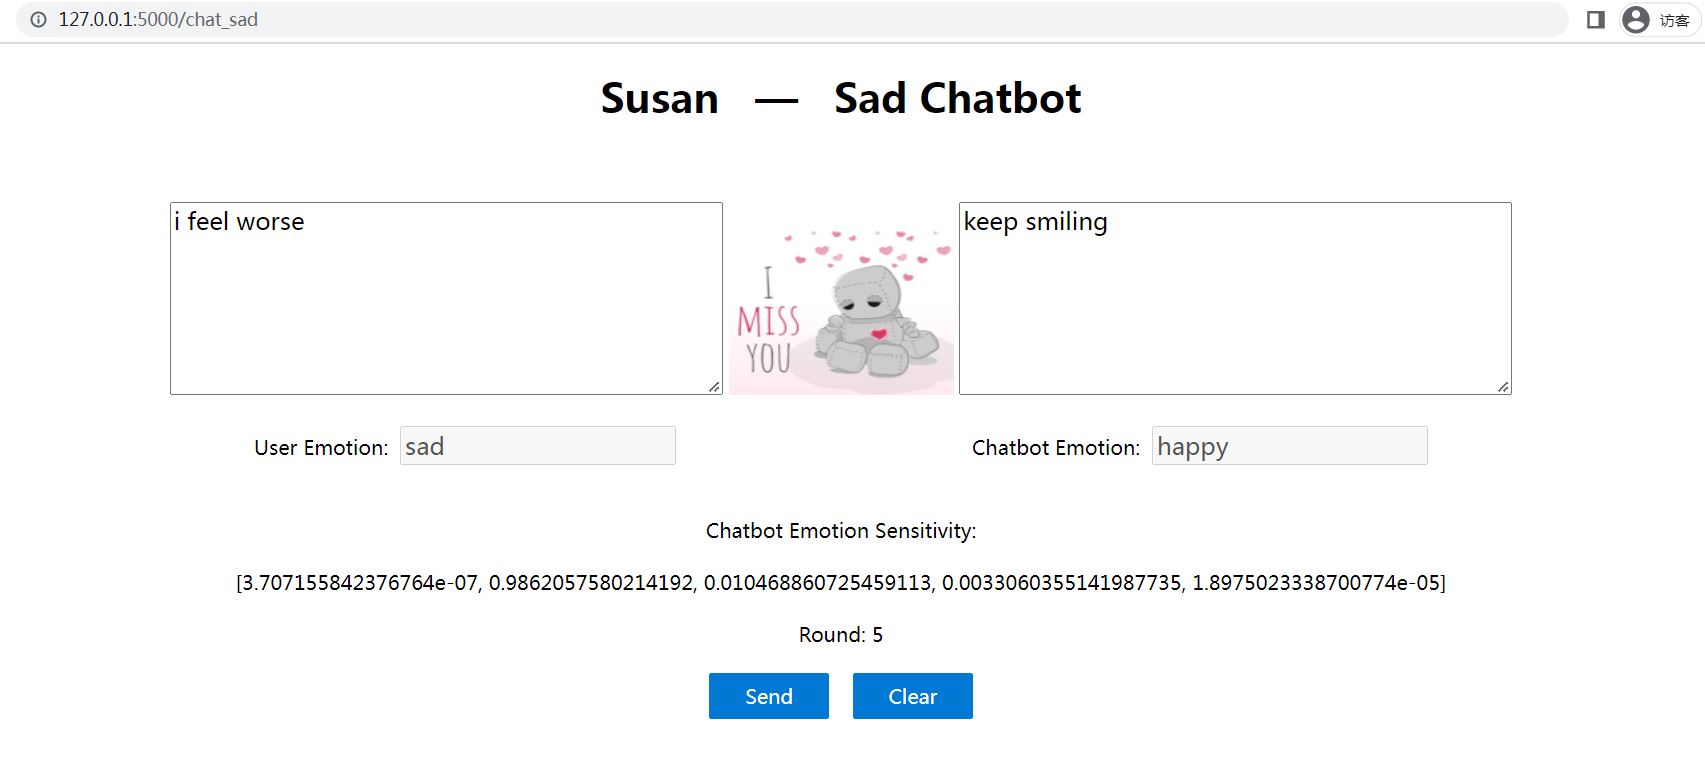 127.0.0.1:5000/chat_sad
访客
Susan — Sad Chatbot
i feel worse
I
MISS
YOU
keep smiling
User Emotion: sad
Chatbot Emotion: happy
Chatbot Emotion Sensitivity:
[3.707155842376764e-07, 0.9862057580214192, 0.010468860725459113, 0.0033060355141987735, 1.8975023338700774e-05]
Round: 5
Send
Clear